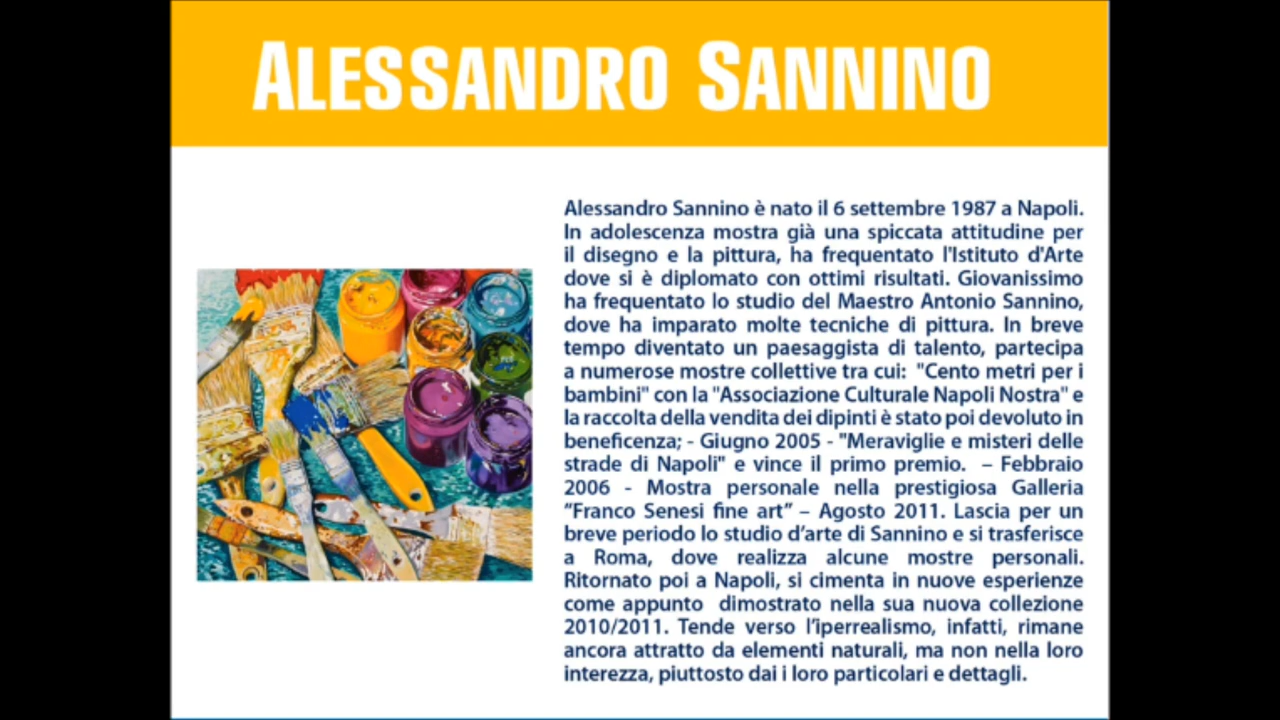 ALESSANDRO SANNINO
Alessandro Sannino è nato il 6 settembre 1987 a Napoli.
In adolescenza mostra già una spiccata attitudine per
il disegno e la pittura, ha frequentato l'Istituto d'Arte
dove si è diplomato con ottimi risultati. Giovanissimo
ha frequentato lo studio del Maestro Antonio Sannino,
dove ha imparato molte tecniche di pittura. In breve
tempo diventato un paesaggista di talento, partecipa
a numerose mostre collettive tra cui: "Cento metri per i
bambini" con la "Associazione Culturale Napoli Nostra" e
la raccolta della vendita dei dipinti è stato poi devoluto in
beneficenza; - Giugno 2005 - "Meraviglie e misteri delle
strade di Napoli" e vince il primo premio. – Febbraio
2006 - Mostra personale nella prestigiosa Galleria
“Franco Senesi fine art” – Agosto 2011. Lascia per un
breve periodo lo studio d’arte di Sannino e si trasferisce
a Roma, dove realizza alcune mostre personali.
Ritornato poi a Napoli, si cimenta in nuove esperienze
come appunto dimostrato nella sua nuova collezione
2010/2011. Tende verso l’iperrealismo, infatti, rimane
ancora attratto da elementi naturali, ma non nella loro
interezza, piuttosto dai i loro particolari e dettagli.